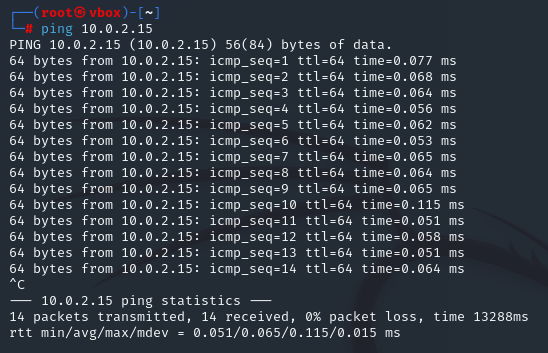 ┌──(root㉿vbox)-[~]
└─# ping 10.0.2.15
PING 10.0.2.15 (10.0.2.15) 56(84) bytes of data.
64 bytes from 10.0.2.15: icmp_seq=1 ttl=64 time=0.077 ms
64 bytes from 10.0.2.15: icmp_seq=2 ttl=64 time=0.068 ms
64 bytes from 10.0.2.15: icmp_seq=3 ttl=64 time=0.064 ms
64 bytes from 10.0.2.15: icmp_seq=4 ttl=64 time=0.056 ms
64 bytes from 10.0.2.15: icmp_seq=5 ttl=64 time=0.062 ms
64 bytes from 10.0.2.15: icmp_seq=6 ttl=64 time=0.053 ms
64 bytes from 10.0.2.15: icmp_seq=7 ttl=64 time=0.065 ms
64 bytes from 10.0.2.15: icmp_seq=8 ttl=64 time=0.064 ms
64 bytes from 10.0.2.15: icmp_seq=9 ttl=64 time=0.065 ms
64 bytes from 10.0.2.15: icmp_seq=10 ttl=64 time=0.115 ms
64 bytes from 10.0.2.15: icmp_seq=11 ttl=64 time=0.051 ms
64 bytes from 10.0.2.15: icmp_seq=12 ttl=64 time=0.058 ms
64 bytes from 10.0.2.15: icmp_seq=13 ttl=64 time=0.051 ms
64 bytes from 10.0.2.15: icmp_seq=14 ttl=64 time=0.064 ms
^C
--- 10.0.2.15 ping statistics ---
14 packets transmitted, 14 received, 0% packet loss, time 13288ms
rtt min/avg/max/mdev = 0.051/0.065/0.115/0.015 ms